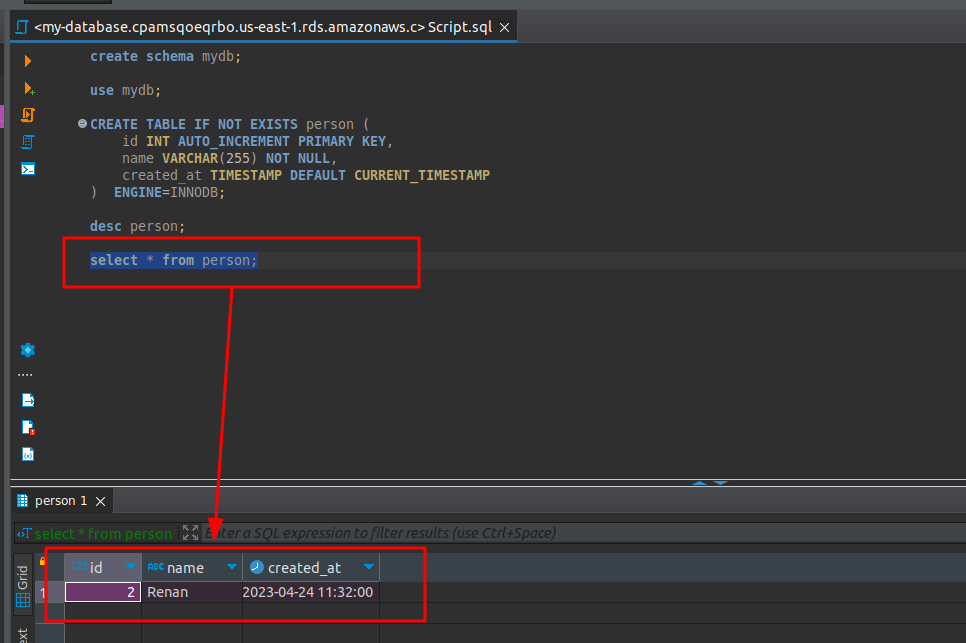 <my-database.cpamsqoeqrbo.us-east-1.rds.amazonaws.c> Script.sql
create schema mydb;
use mydb;
CREATE TABLE IF NOT EXISTS person (
id INT AUTO_INCREMENT PRIMARY KEY,
name VARCHAR(255) NOT NULL,
created_at TIMESTAMP DEFAULT CURRENT_TIMESTAMP
) ENGINE=INNODB;
desc person;
select * from person;
person 1
select * from person Enter a SQL expression to filter results (use Ctrl+Space)
Grid
123 id ABC name created_at
1 2 Renan 2023-04-24 11:32:00